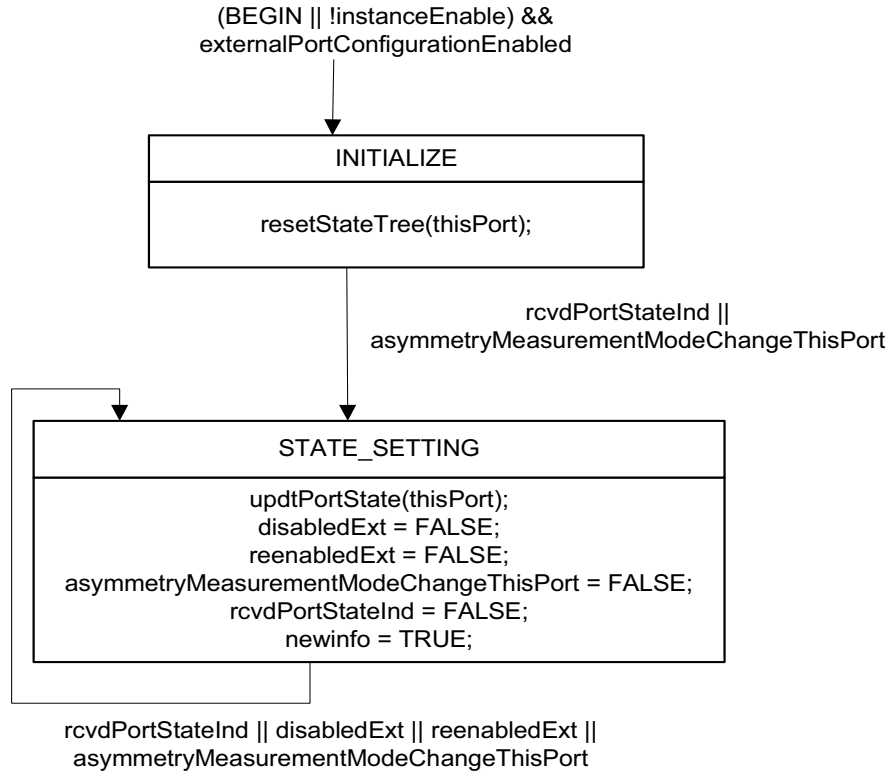 (BEGIN || !instanceEnable) &&
externalPortConfigurationEnabled
INITIALIZE
resetStateTree(thisPort);
rcvdPortStateInd ||
asymmetryMeasurementModeChangeThisPort
STATE_SETTING
updtPortState(thisPort);
disabledExt = FALSE;
reenabledExt = FALSE;
asymmetryMeasurementModeChangeThisPort = FALSE;
rcvdPortStateInd = FALSE;
newinfo = TRUE;
rcvdPortStateInd || disabledExt || reenabledExt ||
asymmetryMeasurementModeChangeThisPort